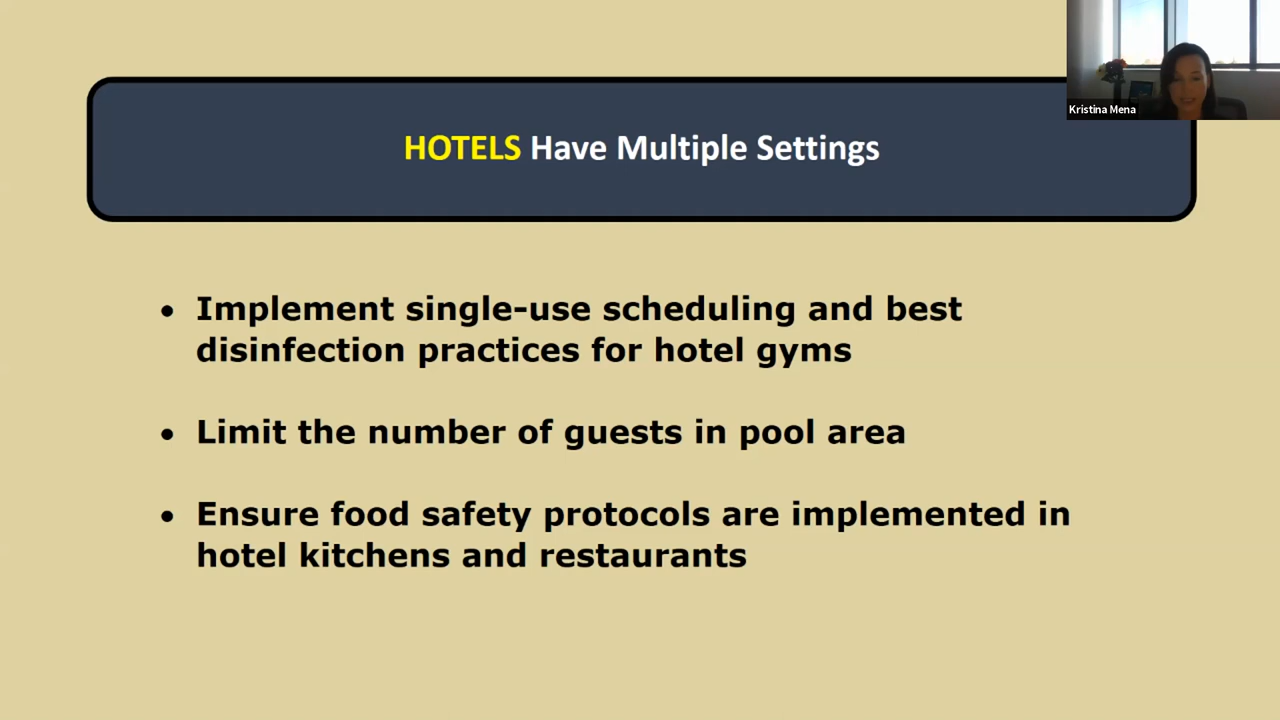 Kristina Mena
HOTELS Have Multiple Settings
• Implement single-use scheduling and best
disinfection practices for hotel gyms
• Limit the number of guests in pool area
• Ensure food safety protocols are implemented in
hotel kitchens and restaurants